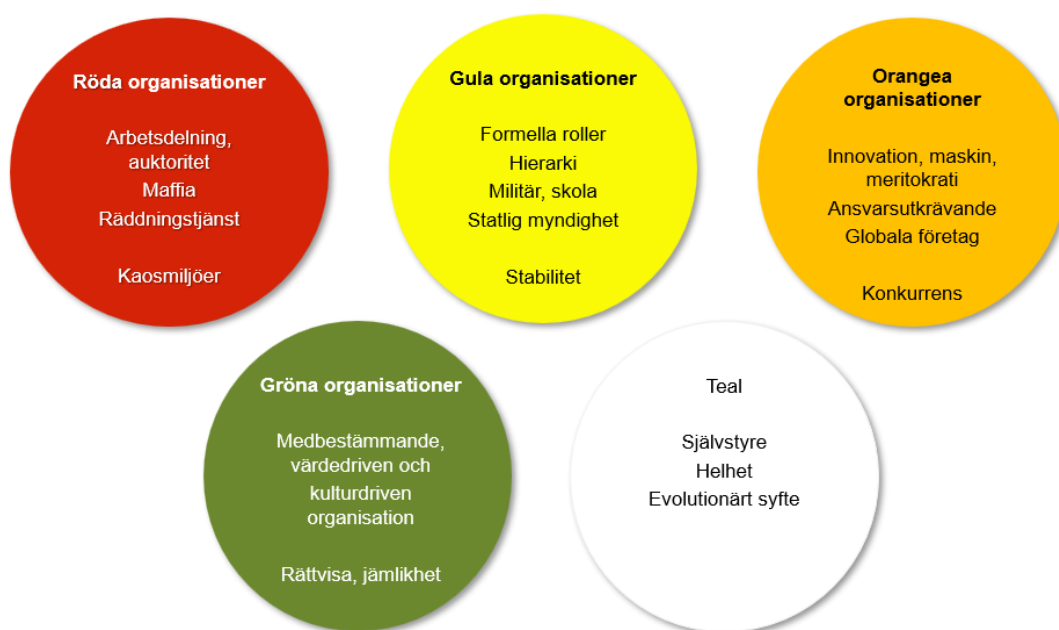 Röda organisationer
Arbetsdelning,
auktoritet
Maffia
Räddningstjänst
Kaosmiljöer
Gula organisationer
Formella roller
Hierarki
Militär, skola
Statlig myndighet
Stabilitet
Orangea
organisationer
Innovation, maskin,
meritokrati
Ansvarsutkrävande
Globala företag
Konkurrens
Gröna organisationer
Medbestämmande,
värdedriven och
kulturdriven
organisation
Rättvisa, jämlikhet
Teal
Självstyre
Helhet
Evolutionärt syfte